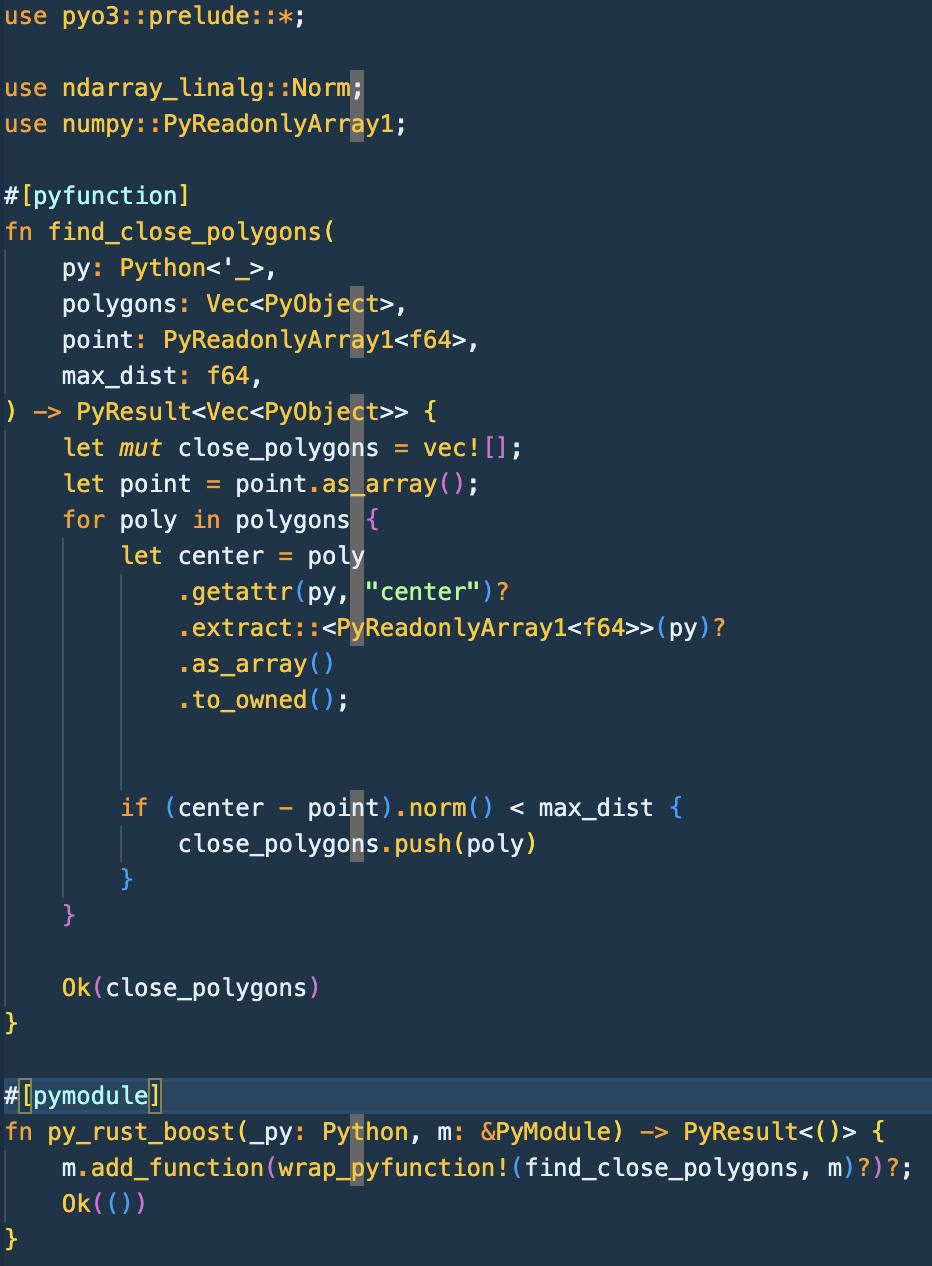 use pyo3::prelude::*;
use ndarray_linalg::Norm;
use numpy::PyReadonlyArray1;
#[pyfunction]
fn find_close_polygons(
    py: Python<'_>,
    polygons: Vec<PyObject>,
    point: PyReadonlyArray1<f64>,
    max_dist: f64,
) -> PyResult<Vec<PyObject>> {
    let mut close_polygons = vec![];
    let point = point.as_array();
    for poly in polygons {
        let center = poly
            .getattr(py, "center")?
            .extract::<PyReadonlyArray1<f64>>(py)?
            .as_array()
            .to_owned();
        if (center - point).norm() < max_dist {
            close_polygons.push(poly)
        }
    }
    Ok(close_polygons)
}
#[pymodule]
fn py_rust_boost(_py: Python, m: &PyModule) -> PyResult<()> {
    m.add_function(wrap_pyfunction!(find_close_polygons, m)?)?;
    Ok(())
}